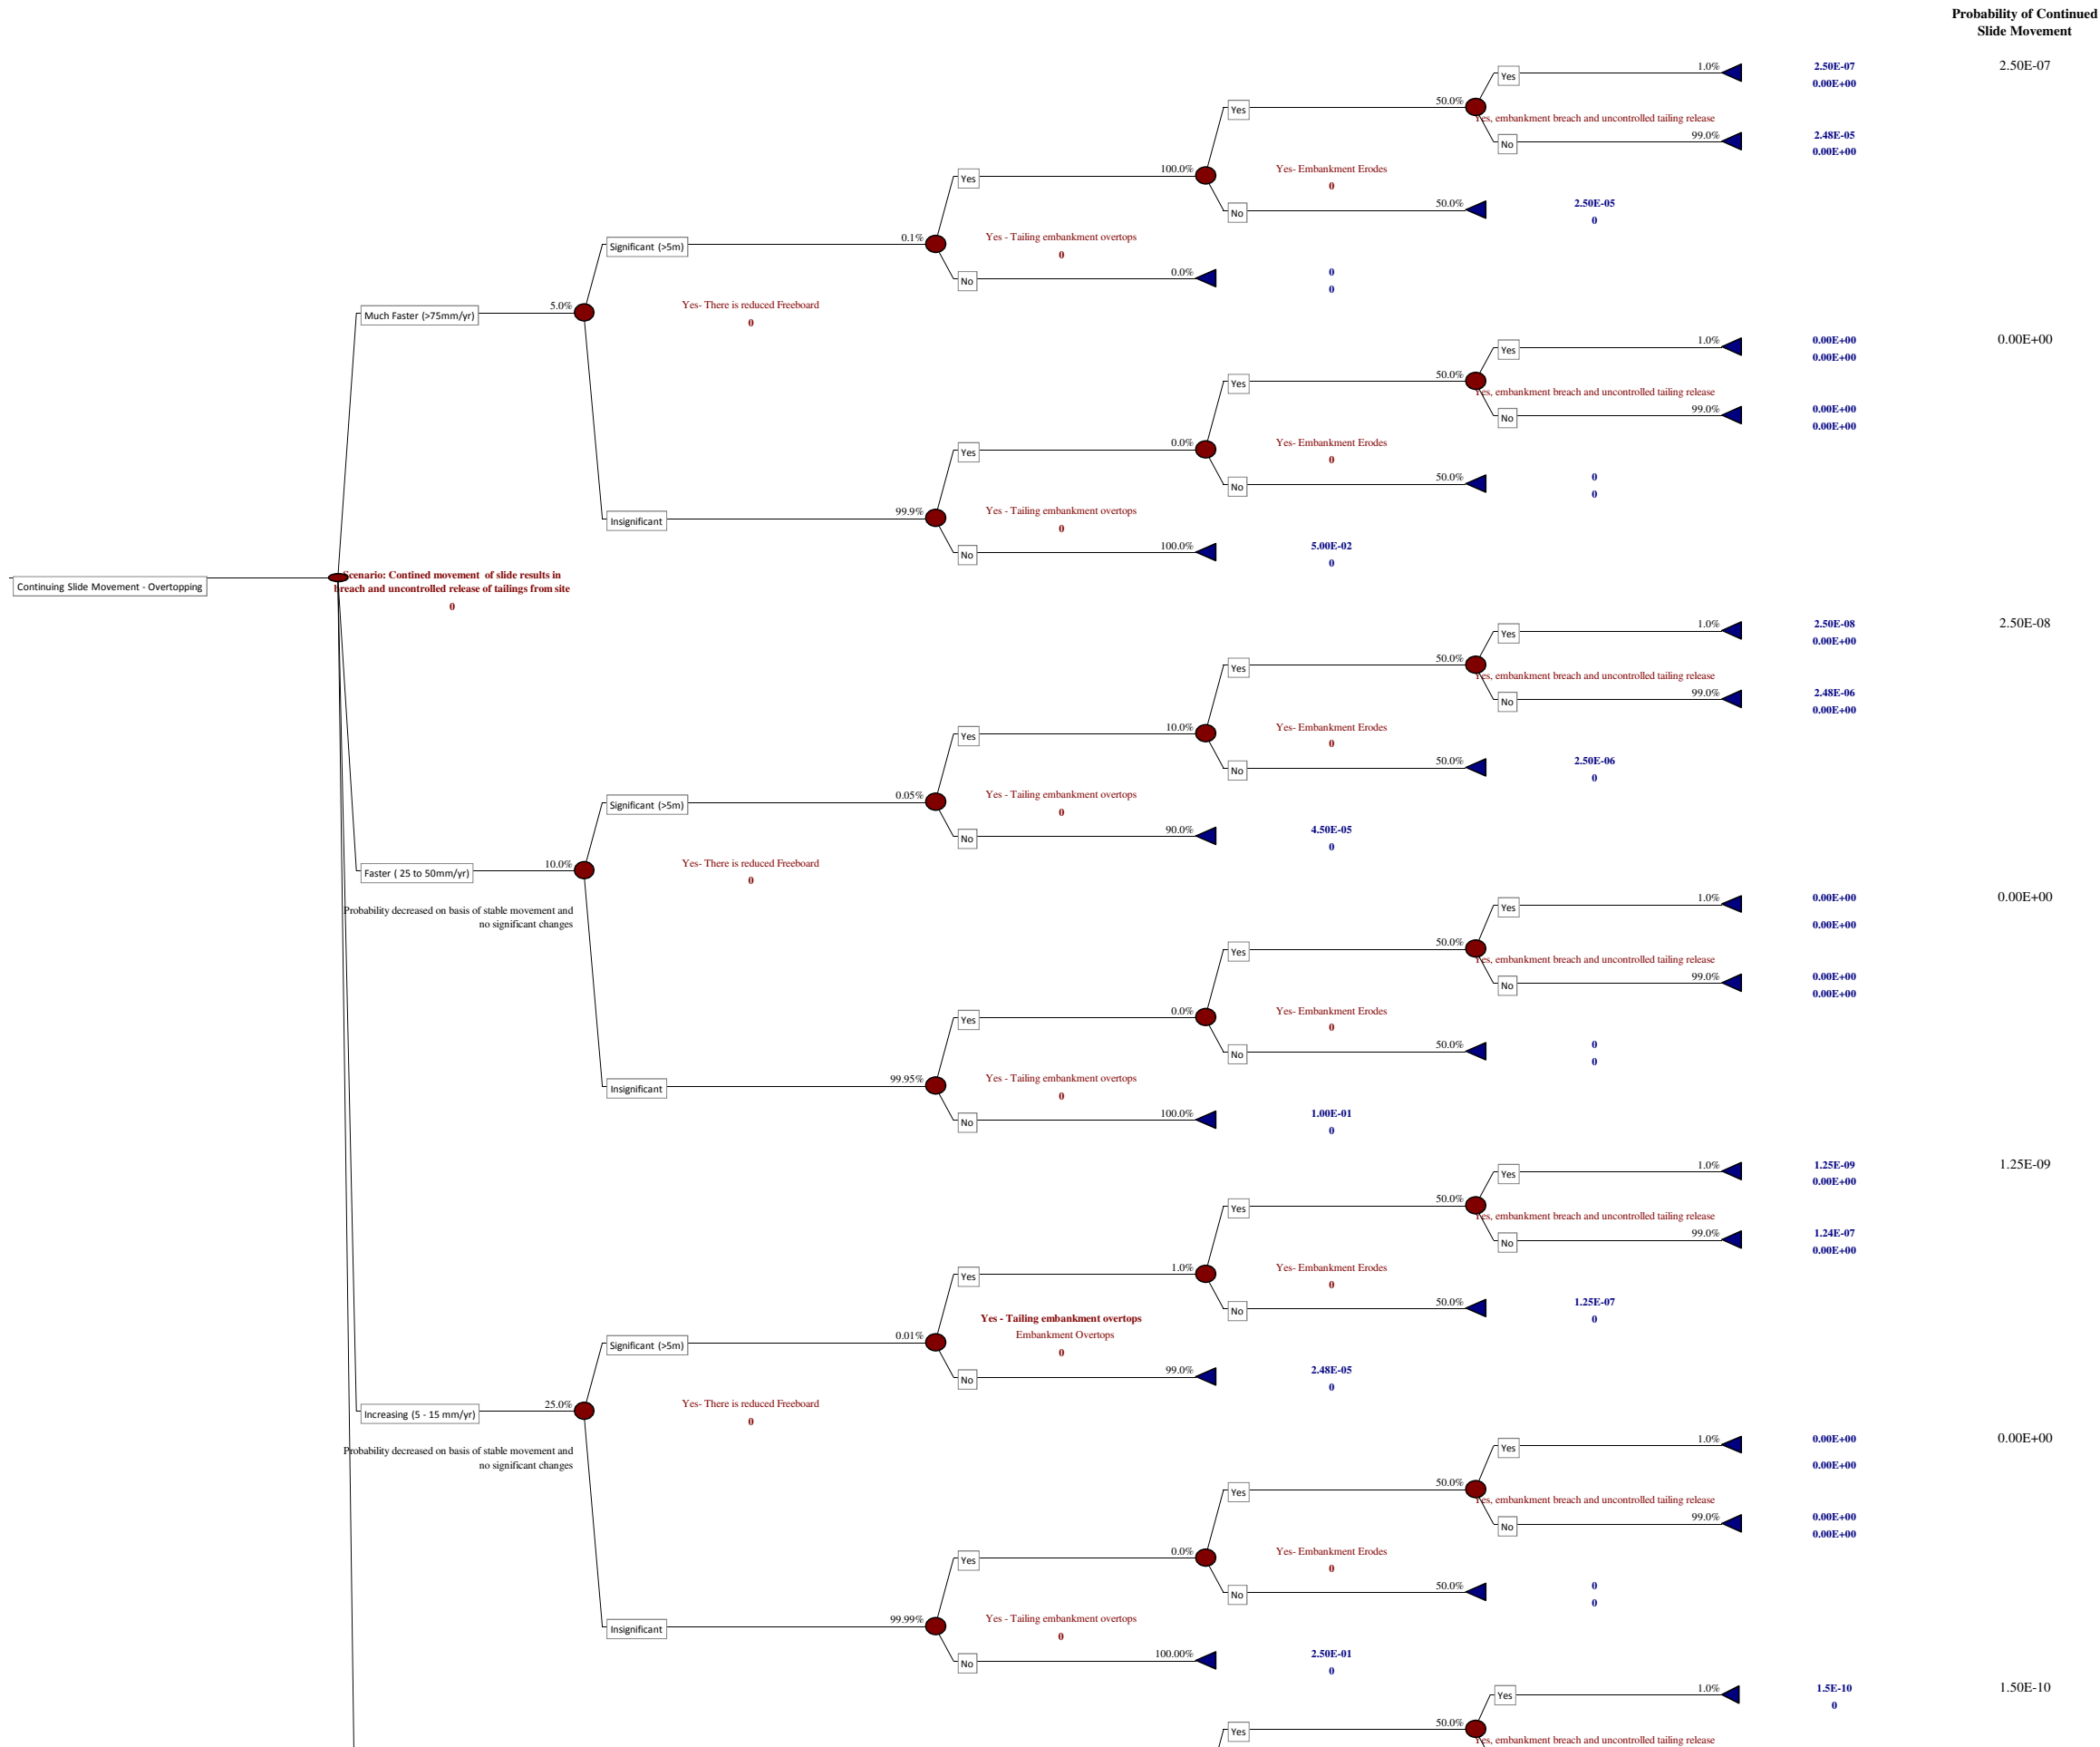 Probability of Continued
Slide Movement
1.0%
2.50E-07
2.50E-07
Yes
0.00E+00
Yes
50.0%
Yes, embankment breach and uncontrolled tailing release
99.0%
2.48E-05
No
0.00E+00
Yes
100.0%
Yes- Embankment Erodes
0
No
50.0%
2.50E-05
0
Significant (>5m)
0.1%
Yes - Tailing embankment overtops
0
No
0.0%
0
0
Much Faster (>75mm/yr)
5.0%
Yes- There is reduced Freeboard
0
1.0%
0.00E+00
0.00E+00
Yes
0.00E+00
Yes
50.0%
Yes, embankment breach and uncontrolled tailing release
99.0%
0.00E+00
No
0.00E+00
Yes
0.0%
Yes- Embankment Erodes
0
No
50.0%
0
0
Insignificant
99.9%
Yes - Tailing embankment overtops
0
No
100.0%
5.00E-02
0
Continuing Slide Movement - Overtopping
Scenario: Contined movement of slide results in
breach and uncontrolled release of tailings from site
0
1.0%
2.50E-08
2.50E-08
Yes
0.00E+00
Yes
50.0%
Yes, embankment breach and uncontrolled tailing release
99.0%
2.48E-06
No
0.00E+00
Yes
10.0%
Yes- Embankment Erodes
0
No
50.0%
2.50E-06
0
Significant (>5m)
0.05%
Yes - Tailing embankment overtops
0
No
90.0%
4.50E-05
0
Faster ( 25 to 50mm/yr)
10.0%
Yes- There is reduced Freeboard
0
Probability decreased on basis of stable movement and
no significant changes
1.0%
0.00E+00
0.00E+00
Yes
0.00E+00
Yes
50.0%
Yes, embankment breach and uncontrolled tailing release
99.0%
0.00E+00
No
0.00E+00
Yes
0.0%
Yes- Embankment Erodes
0
No
50.0%
0
0
Insignificant
99.95%
Yes - Tailing embankment overtops
0
No
100.0%
1.00E-01
0
1.0%
1.25E-09
1.25E-09
Yes
0.00E+00
Yes
50.0%
Yes, embankment breach and uncontrolled tailing release
99.0%
1.24E-07
No
0.00E+00
Yes
1.0%
Yes- Embankment Erodes
0
No
50.0%
1.25E-07
0
Significant (>5m)
0.01%
Yes - Tailing embankment overtops
Embankment Overtops
0
No
99.0%
2.48E-05
0
Increasing (5 - 15 mm/yr)
25.0%
Yes- There is reduced Freeboard
0
Probability decreased on basis of stable movement and
no significant changes
1.0%
0.00E+00
0.00E+00
Yes
0.00E+00
Yes
50.0%
Yes, embankment breach and uncontrolled tailing release
99.0%
0.00E+00
No
0.00E+00
Yes
0.0%
Yes- Embankment Erodes
0
No
50.0%
0
0
Insignificant
99.99%
Yes - Tailing embankment overtops
0
No
100.00%
2.50E-01
0
1.0%
1.5E-10
1.50E-10
Yes
0
Yes
50.0%
Yes, embankment breach and uncontrolled tailing release